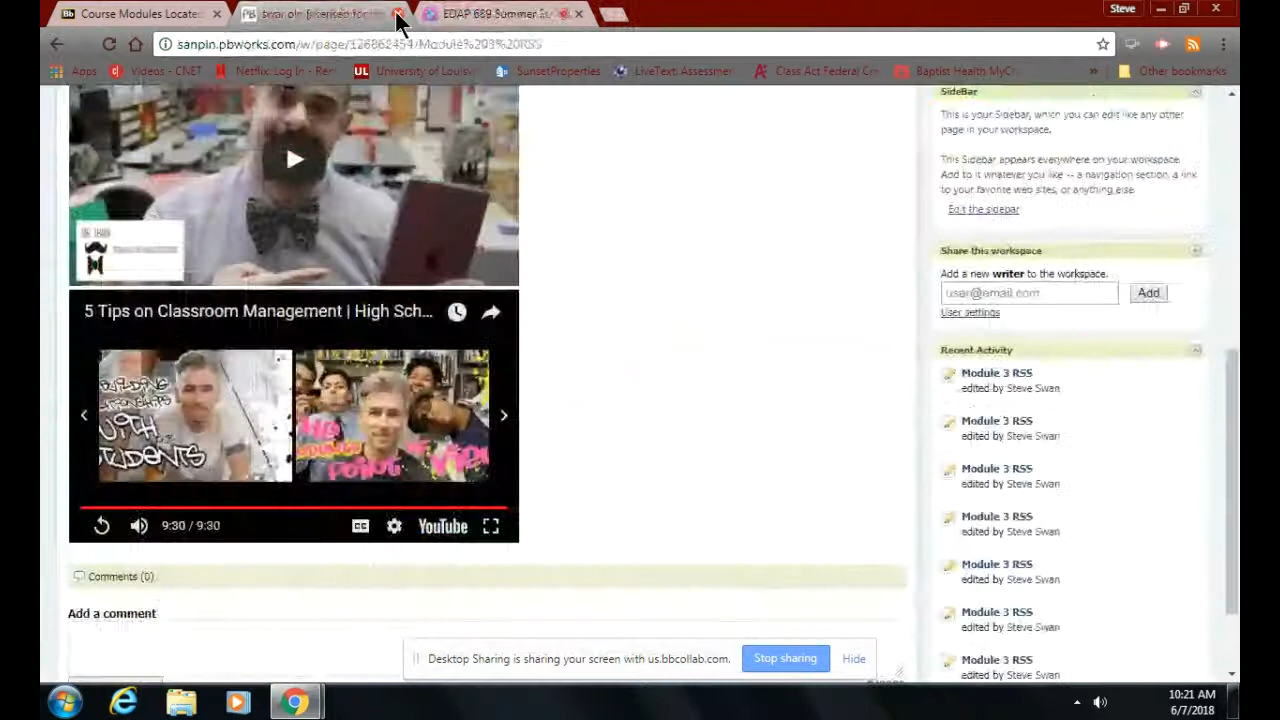 Course Modules Locate
EDAP 689 Summer
Steve
sanpin.pbworks.com/w/page/126862454/Module%203%20RSS
Apps
Videos - CNET
Netflix: Log In - Ren
UL University of Louisv
SunsetProperties
LiveText: Assessmen
Class Act Federal Cr
Baptist Health MyC
»
Other bookmarks
5 Tips on Classroom Management | High Sch...
BUILDING
WITH
STUDENTS
POINT OF VIEW
9:30 / 9:30
CC
YouTube
Comments (0)
Add a comment
SideBar
This is your Sidebar, which you can edit like any other
page in your workspace.
This Sidebar appears everywhere on your workspace.
Add to it whatever you like -- a navigation section, a link
to your favorite web sites, or anything else.
Edit the sidebar
Share this workspace
Add a new writer to the workspace.
user@email.com
Add
User settings
Recent Activity
Module 3 RSS
edited by Steve Swan
Module 3 RSS
edited by Steve Swan
Module 3 RSS
edited by Steve Swan
Module 3 RSS
edited by Steve Swan
Module 3 RSS
edited by Steve Swan
Module 3 RSS
edited by Steve Swan
Module 3 RSS
edited by Steve Swan
Desktop Sharing is sharing your screen with us.bbcollab.com.
Stop sharing
Hide
10:21 AM
6/7/2018